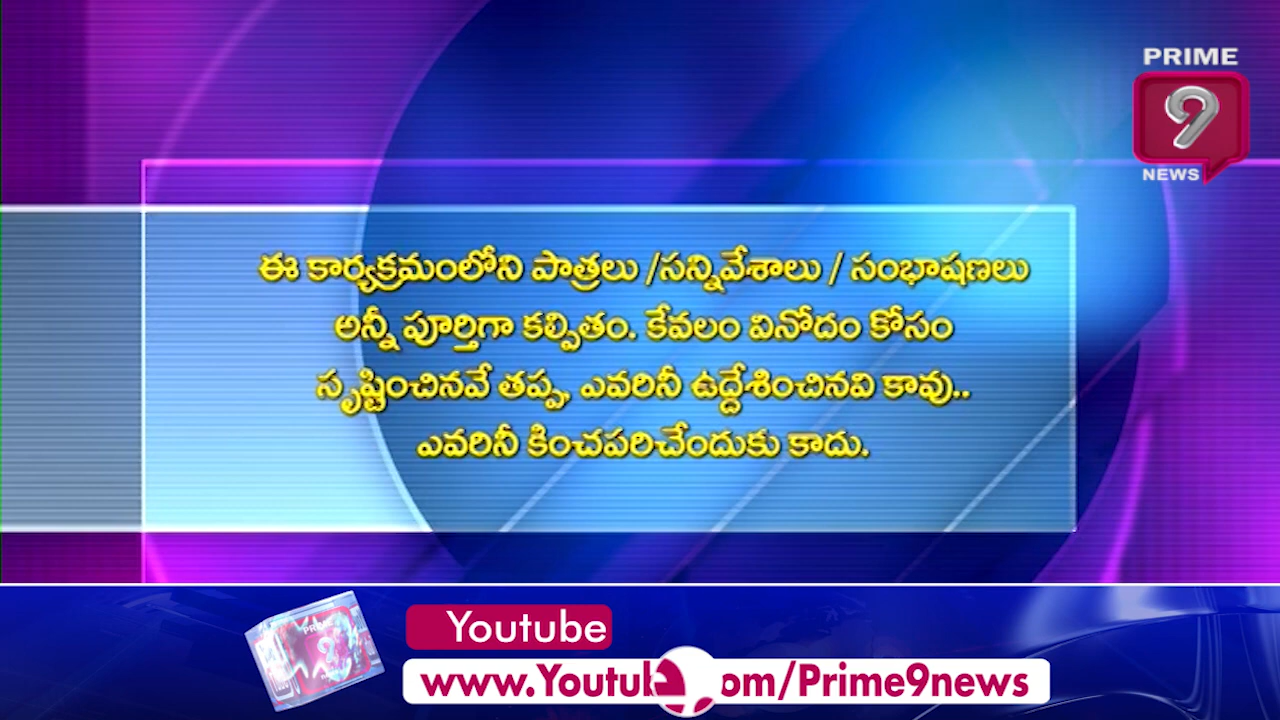 PRIME
9
NEWS
ఈ కార్యక్రమంలోని పాత్రలు /సన్నివేశాలు / సంభాషణలు
అన్నీ పూర్తిగా కల్పితం. కేవలం వినోదం కోసం
సృష్టించినవే తప్ప, ఎవరినీ ఉద్దేశించినవి కావు..
ఎవరినీ కించపరిచేందుకు కాదు.
Youtube
/Prime9news